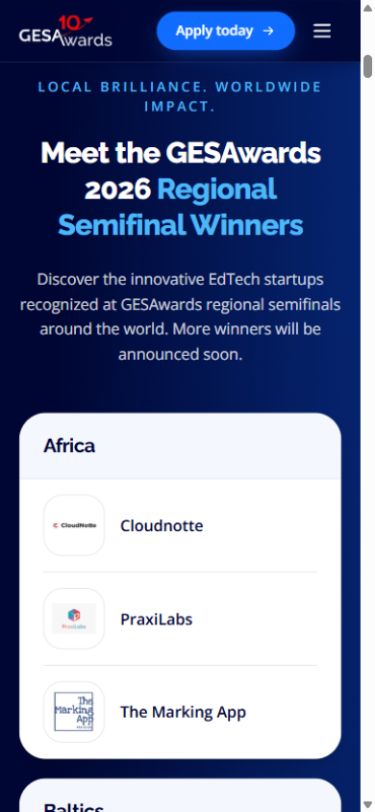 10
GESAwards
Apply today →
LOCAL BRILLIANCE. WORLDWIDE
IMPACT.
Meet the GESAwards
2026 Regional
Semifinal Winners
Discover the innovative EdTech startups
recognized at GESAwards regional semifinals
around the world. More winners will be
announced soon.
Africa
CloudNotte
Cloudnotte
PraxiLabs
PraxiLabs
The
Marking
App
The Marking App
Baltics